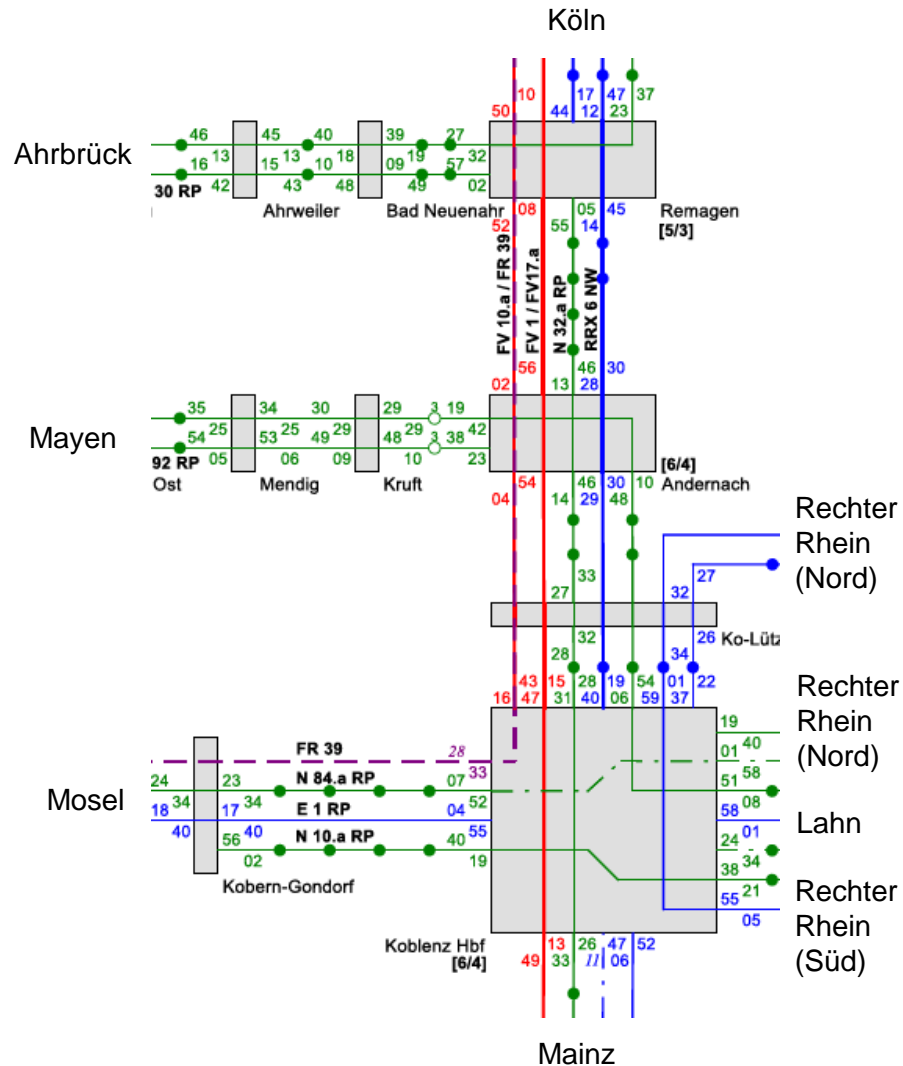 Köln
10 17 47 37
50 44 12 23
46 45 40 39 27
Ahrbrück
13 13 18 19 32
16 15 10 09 57
30 RP 42 43 48 49 02
Ahrweiler Bad Neuenahr
08 05 45
52 55 14
Remagen
[5/3]
FV 10.a / FR 39
FV 1 / FV17.a
N 32.a RP
RRX 6 NW
56 46 30
02 13 28
35 34 30 29 3 19
Mayen
25 25 29 42
54 53 49 48 3 38
92 RP 05 06 09 10 23
Ost Mendig Kruft
[6/4]
Andernach
54 46 30 10
04 14 29 48
Rechter
Rhein
(Nord)
33 27
27 32
Ko-Lütz
32 26
28 34
43 15 28 19 54 01 22
16 47 31 40 06 59 37
Rechter
Rhein
(Nord)
19
40
01
58
51
08
FR 39 28
33
Mosel
24 23 N 84.a RP 07
34 34 52
18 17 E 1 RP 04
40 40 55
56 N 10.a RP 40
02 19
Kobern-Gondorf
58
01
Lahn
24
34
38
21
55
05
Rechter
Rhein
(Süd)
Koblenz Hbf
[6/4]
13 26 47 52
49 33 11 06
Mainz